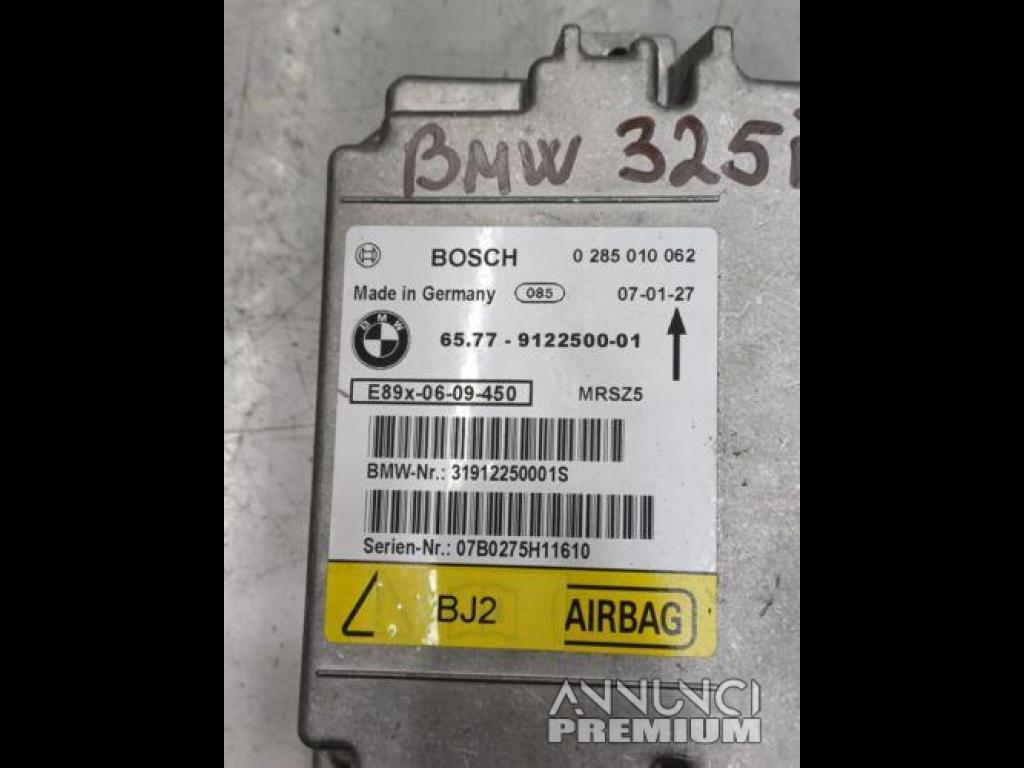 BMW 325i
BOSCH 0 285 010 062
Made in Germany 085 07-01-27
BMW 65.77 - 9122500-01
E89x-06-09-450 MRSZ5
BMW-Nr.: 31912250001S
Serien-Nr.: 07B0275H11610
BJ2 AIRBAG
ANNUNCI
PREMIUM